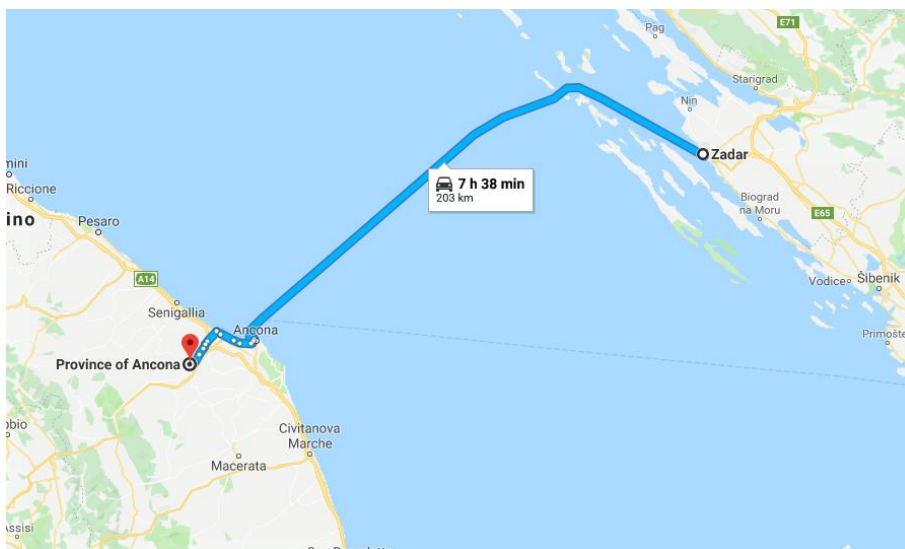 E71
Pag
Starigrad
Nin
Zadar
mini
Riccione
7 h 38 min
203 km
Biograd
na Moru
E65
ino
Pesaro
A14
Vodice
Šibenik
Senigallia
Ancona
Primošte
Province of Ancona
Civitanova
Marche
bbio
Macerata
Assisi